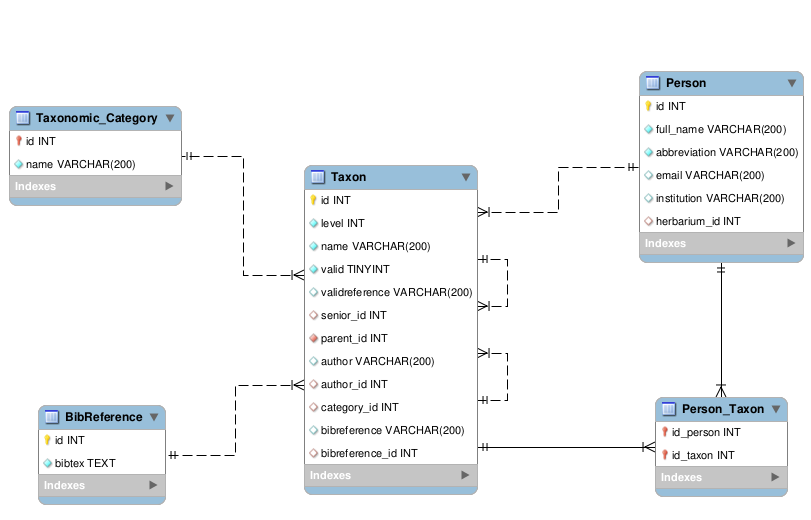 Taxonomic_Category
id INT
name VARCHAR(200)
Indexes
Person
id INT
full_name VARCHAR(200)
abbreviation VARCHAR(200)
email VARCHAR(200)
institution VARCHAR(200)
herbarium_id INT
Indexes
Taxon
id INT
level INT
name VARCHAR(200)
valid TINYINT
validreference VARCHAR(200)
senior_id INT
parent_id INT
author VARCHAR(200)
author_id INT
category_id INT
bibreference VARCHAR(200)
bibreference_id INT
Indexes
BibReference
id INT
bibtex TEXT
Indexes
Person_Taxon
id_person INT
id_taxon INT
Indexes